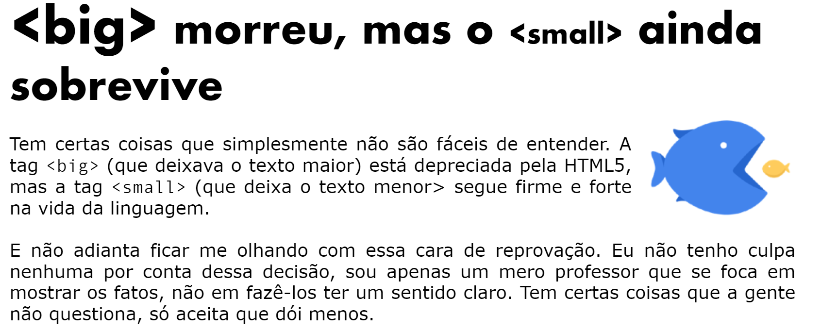 <big> morreu, mas o <small> ainda
sobrevive
Tem certas coisas que simplesmente não são fáceis de entender. A
tag <big> (que deixava o texto maior) está depreciada pela HTML5,
mas a tag <small> (que deixa o texto menor> segue firme e forte
na vida da linguagem.
E não adianta ficar me olhando com essa cara de reprovação. Eu não tenho culpa
nenhuma por conta dessa decisão, sou apenas um mero professor que se foca em
mostrar os fatos, não em fazê-los ter um sentido claro. Tem certas coisas que a gente
não questiona, só aceita que dói menos.